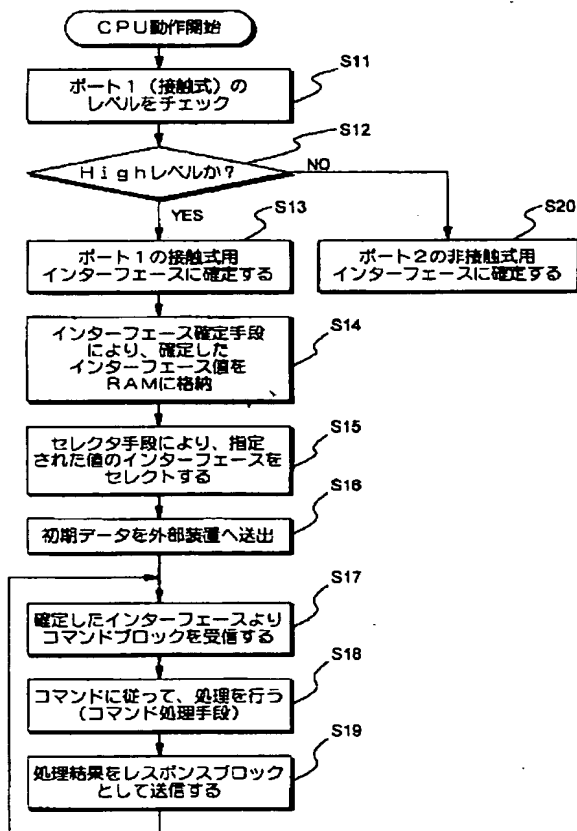 CPU動作開始
S11
ポート1(接触式)の
レベルをチェック
S12
Highレベルか?
NO
YES
S13
ポート1の接触式用
インターフェースに確定する
S20
ポート2の非接触式用
インターフェースに確定する
S14
インターフェース確定手段
により、確定した
インターフェース値を
RAMに格納
S15
セレクタ手段により、指定
された値のインターフェースを
セレクトする
S16
初期データを外部装置へ送出
S17
確定したインターフェースより
コマンドブロックを受信する
S18
コマンドに従って、処理を行う
(コマンド処理手段)
S19
処理結果をレスポンスブロック
として送信する